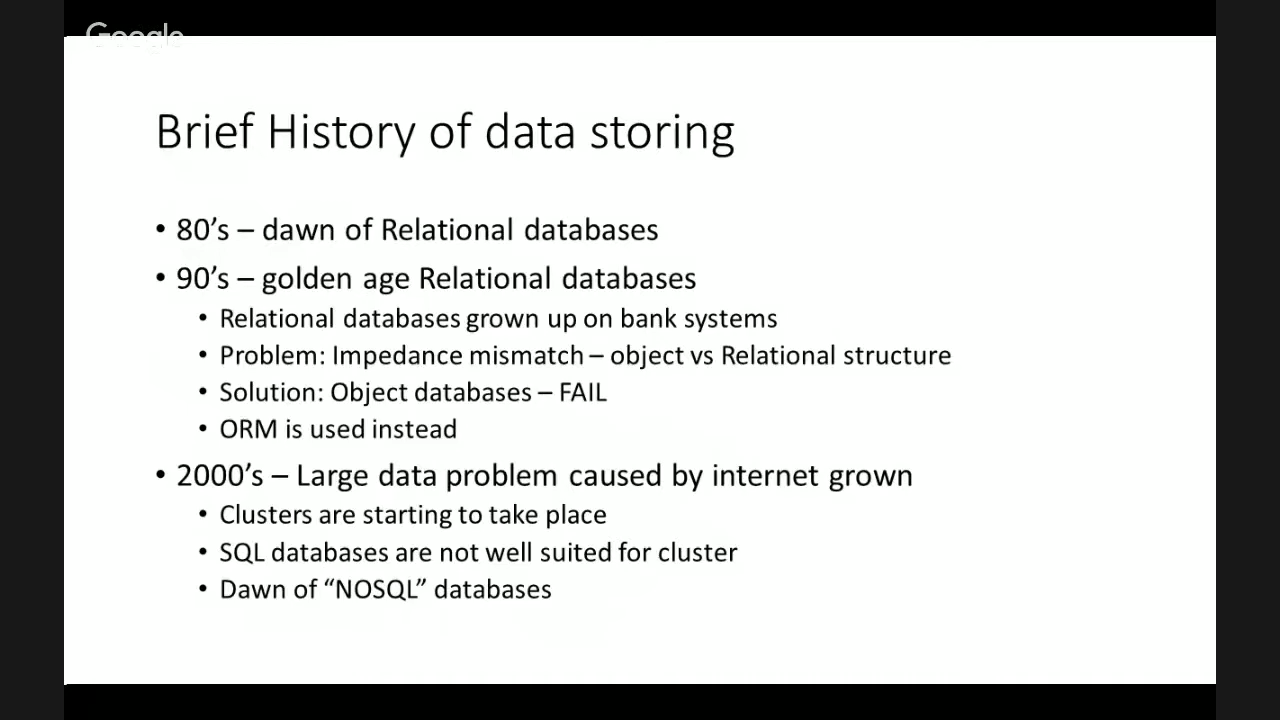 Google
Brief History of data storing
• 80’s – dawn of Relational databases
• 90’s – golden age Relational databases
• Relational databases grown up on bank systems
• Problem: Impedance mismatch – object vs Relational structure
• Solution: Object databases – FAIL
• ORM is used instead
• 2000’s – Large data problem caused by internet grown
• Clusters are starting to take place
• SQL databases are not well suited for cluster
• Dawn of “NOSQL” databases